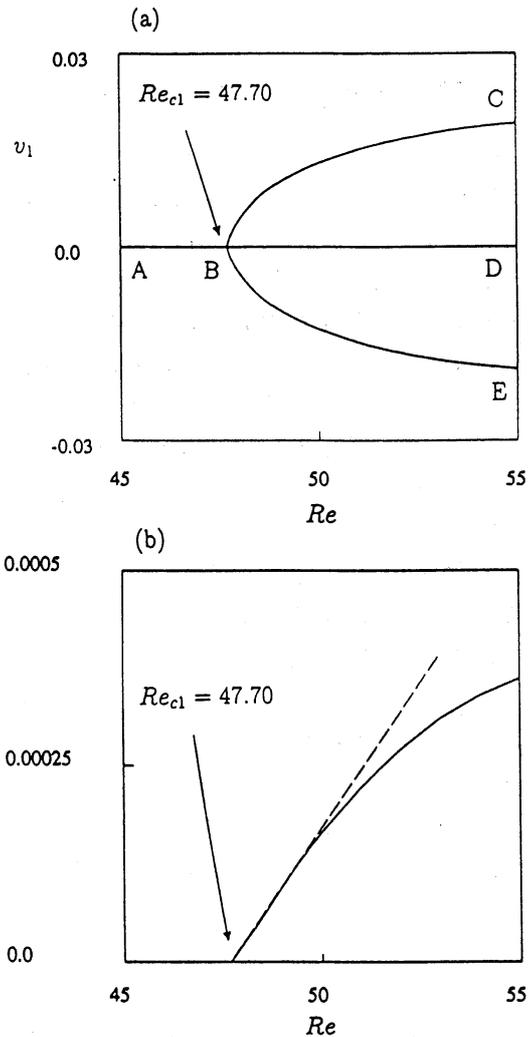 (a)
0.03
Re_{c1} = 47.70
C
v_1
0.0
A
B
D
E
-0.03
45
50
55
Re
(b)
0.0005
Re_{c1} = 47.70
0.00025
0.0
45
50
55
Re